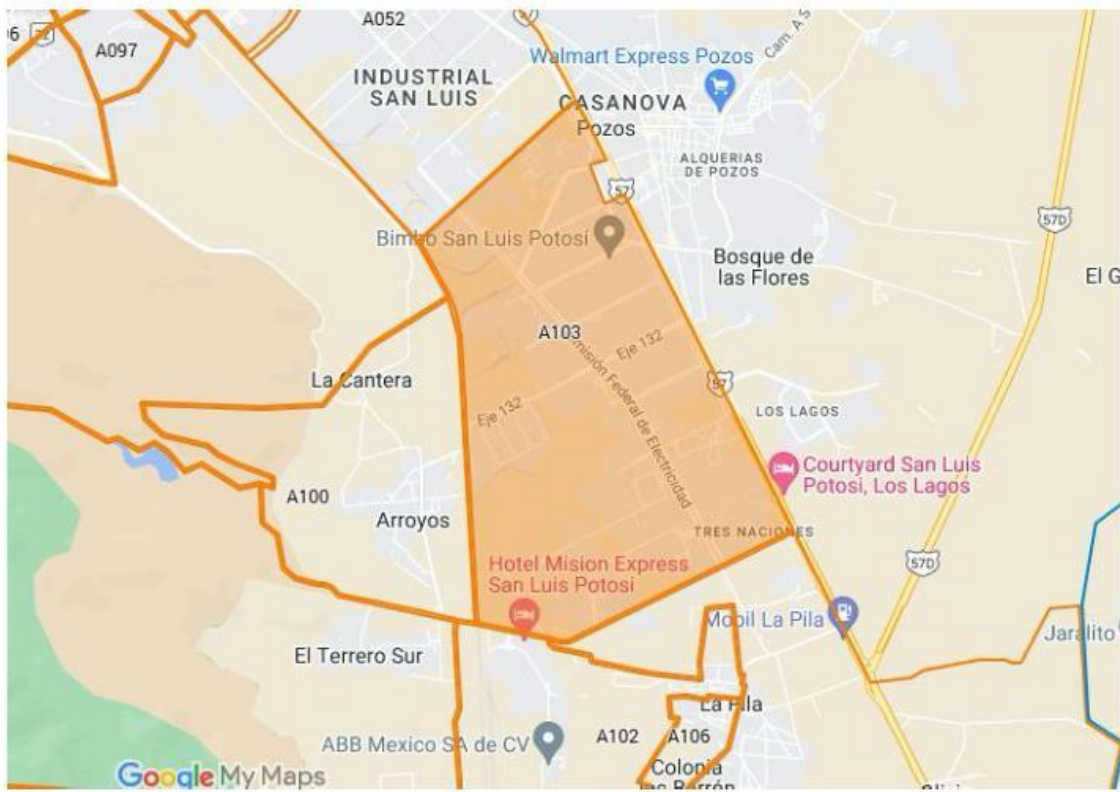 A052
A097
INDUSTRIAL
SAN LUIS
Walmart Express Pozos
CASANOVA
Pozos
ALQUERIAS
DE POZOS
57
57D
Bimbo San Luis Potosí
Bosque de
las Flores
El G
A103
Eje 132
La Cantera
57
Eje 132
misión Federal de Electricidad
LOS LAGOS
Courtyard San Luis
Potosi, Los Lagos
A100
Arroyos
TRES NACIONES
57D
Hotel Mision Express
San Luis Potosi
Mobil La Pila
Jaralito
El Terrero Sur
La Pila
ABB Mexico SA de CV
A102
A106
Colonia
Google My Maps